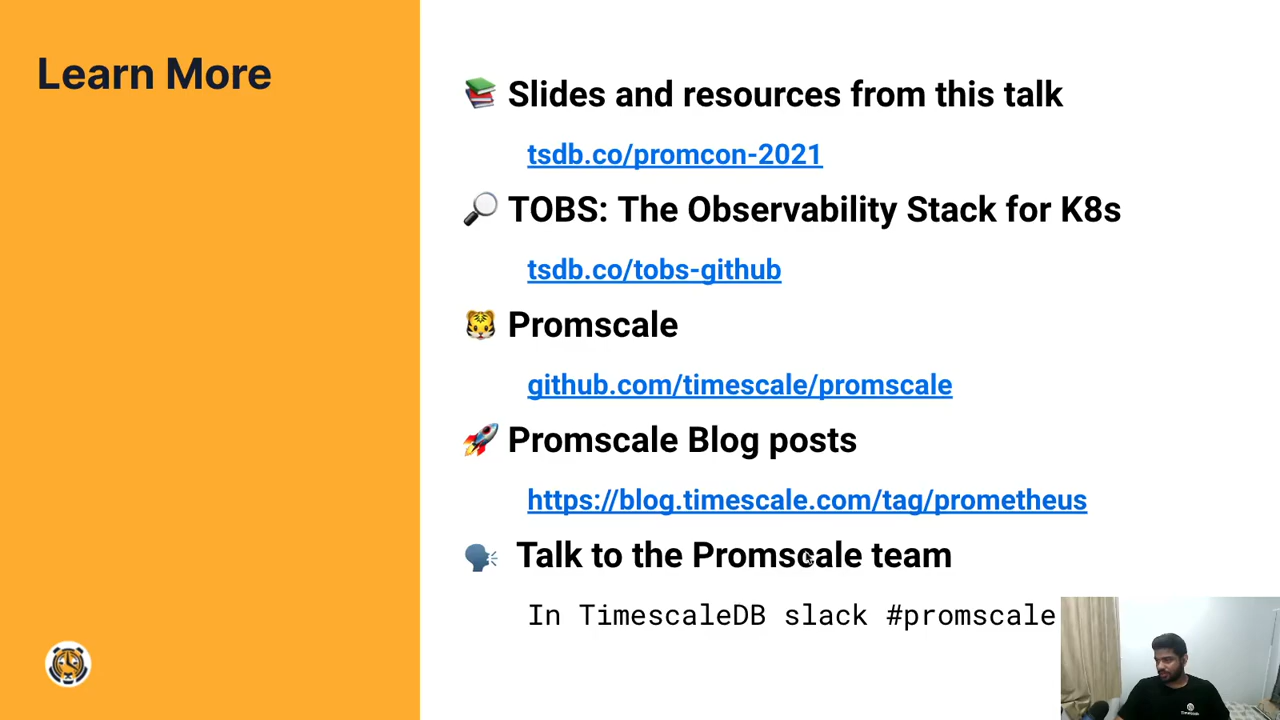 Learn More
Slides and resources from this talk
tsdb.co/promcon-2021
TOBS: The Observability Stack for K8s
tsdb.co/tobs-github
Promscale
github.com/timescale/promscale
Promscale Blog posts
https://blog.timescale.com/tag/prometheus
Talk to the Promscale team
In TimescaleDB slack #promscale